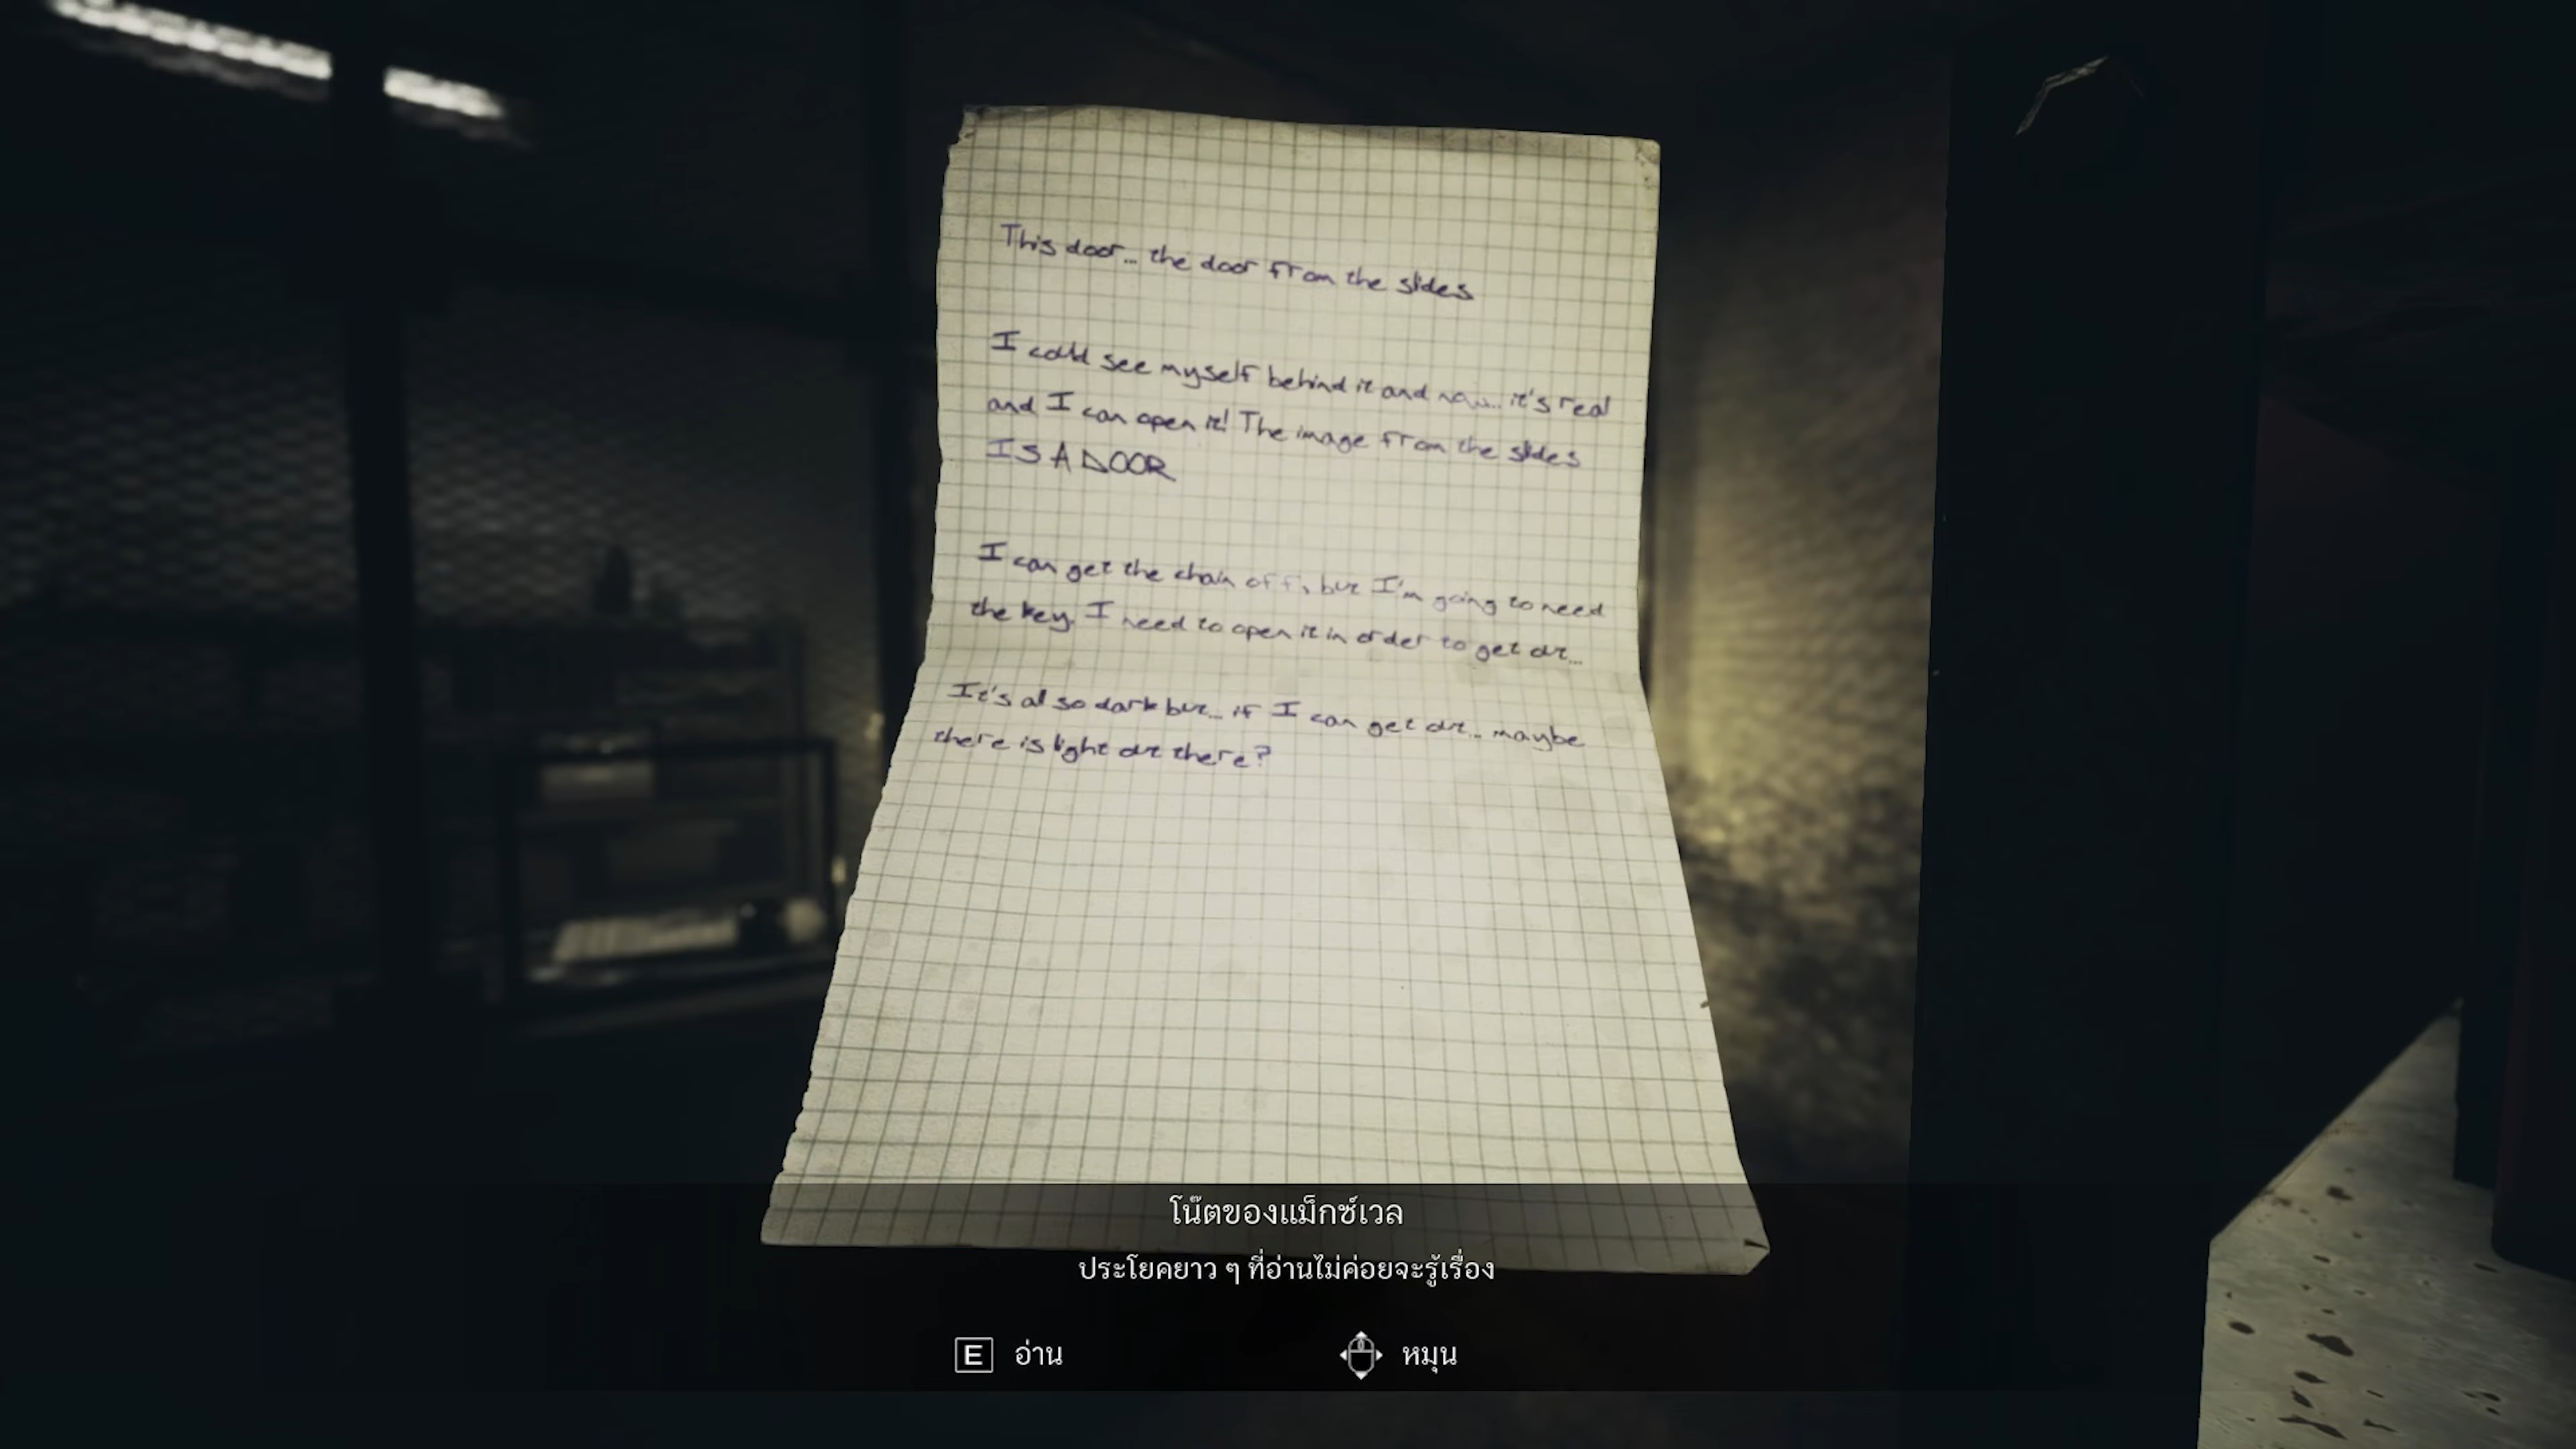 This door... the door from the slides
I could see myself behind it and now... it's real
and I can open it! The image from the slides
IS A DOOR
I can get the chain off, but I'm going to need
the key. I need to open it in order to get out...
It's also dark but... if I can get out... maybe
there is light out there?
โน๊ตของแม็กซ์เวล
ประโยคยาว ๆ ที่อ่านไม่ค่อยจะรู้เรื่อง
E อ่าน
หมุน